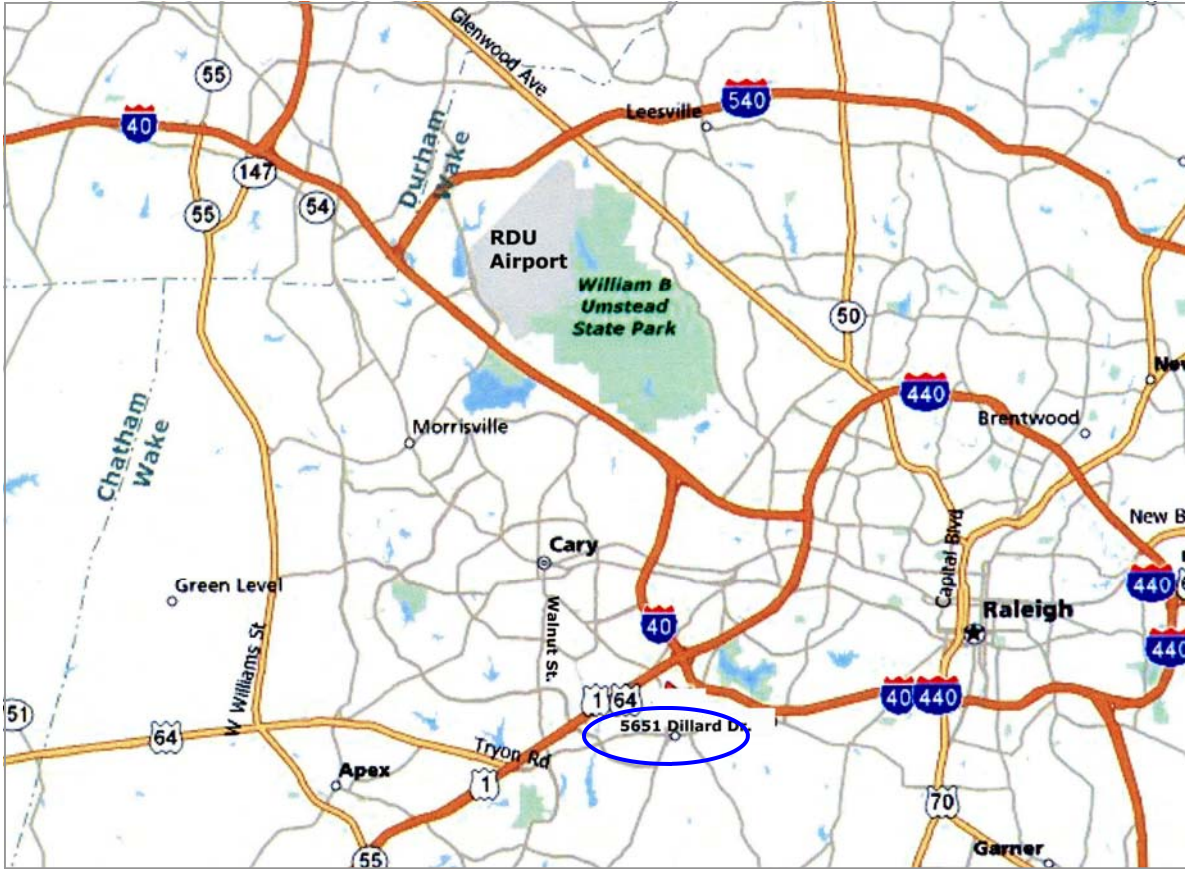 Glenwood Ave
55
40
540
Leesville
Durham
Wake
147
54
55
RDU
Airport
William B
Umstead
State Park
50
440
Brentwood
Morrisville
Chatham
Wake
New B
Capital Blvd
Cary
Green Level
440
Walnut St.
Raleigh
40
440
W Williams St
51
1
64
40
440
5651 Dillard Dr.
64
Tryon Rd
Apex
1
70
Garner
55